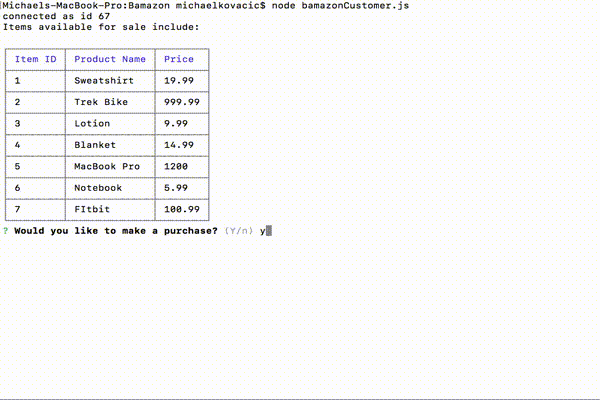 Michaels-MacBook-Pro:Bamazon michaelkovacic$ node bamazonCustomer.js
connected as id 67
Items available for sale include:
Item ID Product Name Price
1 Sweatshirt 19.99
2 Trek Bike 999.99
3 Lotion 9.99
4 Blanket 14.99
5 MacBook Pro 1200
6 Notebook 5.99
7 FItbit 100.99
? Would you like to make a purchase? (Y/n) y